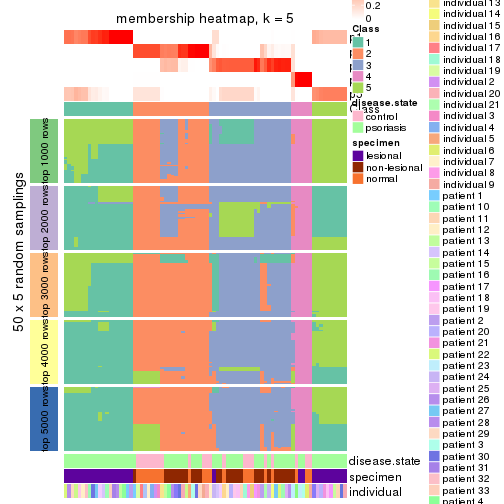 membership heatmap, k = 5
50 x 5 random samplings
top 1000 rows
top 2000 rows
top 3000 rows
top 4000 rows
top 5000 rows
disease.state
specimen
individual
0.2
0
Class
1
2
3
4
5
disease.state
control
psoriasis
specimen
lesional
non-lesional
normal
individual 13
individual 14
individual 15
individual 16
individual 17
individual 18
individual 19
individual 2
individual 20
individual 21
individual 3
individual 4
individual 5
individual 6
individual 7
individual 8
individual 9
patient 1
patient 10
patient 11
patient 12
patient 13
patient 14
patient 15
patient 16
patient 17
patient 18
patient 19
patient 2
patient 20
patient 21
patient 22
patient 23
patient 24
patient 25
patient 26
patient 27
patient 28
patient 29
patient 3
patient 30
patient 31
patient 32
patient 33
patient 4